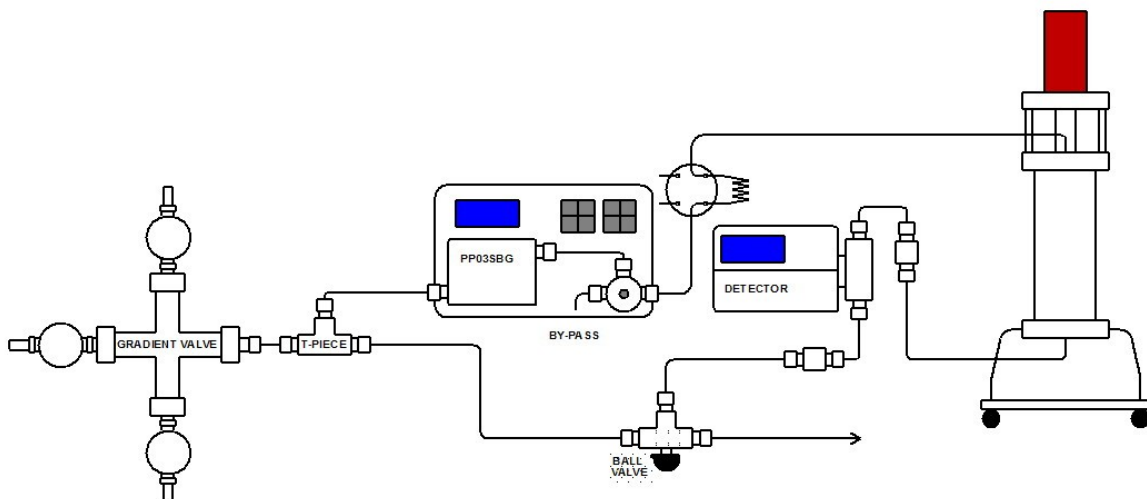 PP03SBG
DETECTOR
BY-PASS
GRADIENT VALVE
T-PIECE
BALL
VALVE